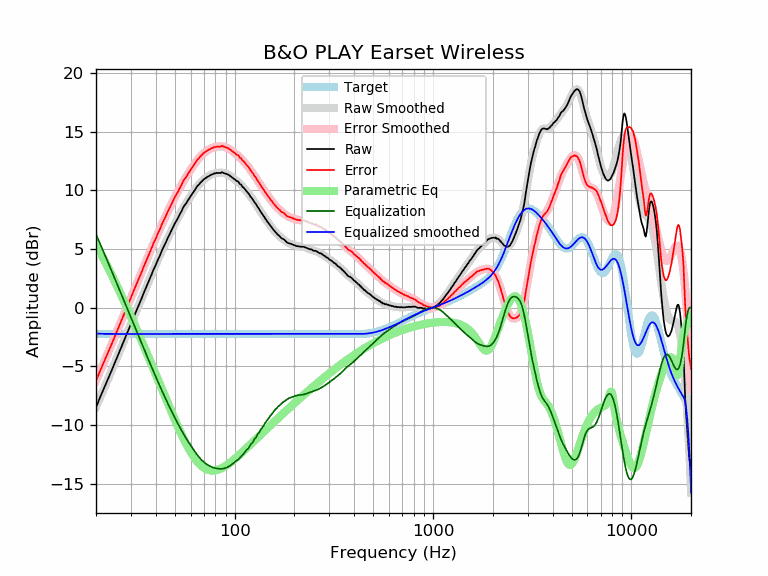 B&O PLAY Earset Wireless
Amplitude (dBr)
20
15
10
5
0
−5
−10
−15
Target
Raw Smoothed
Error Smoothed
Raw
Error
Parametric Eq
Equalization
Equalized smoothed
100
1000
10000
Frequency (Hz)